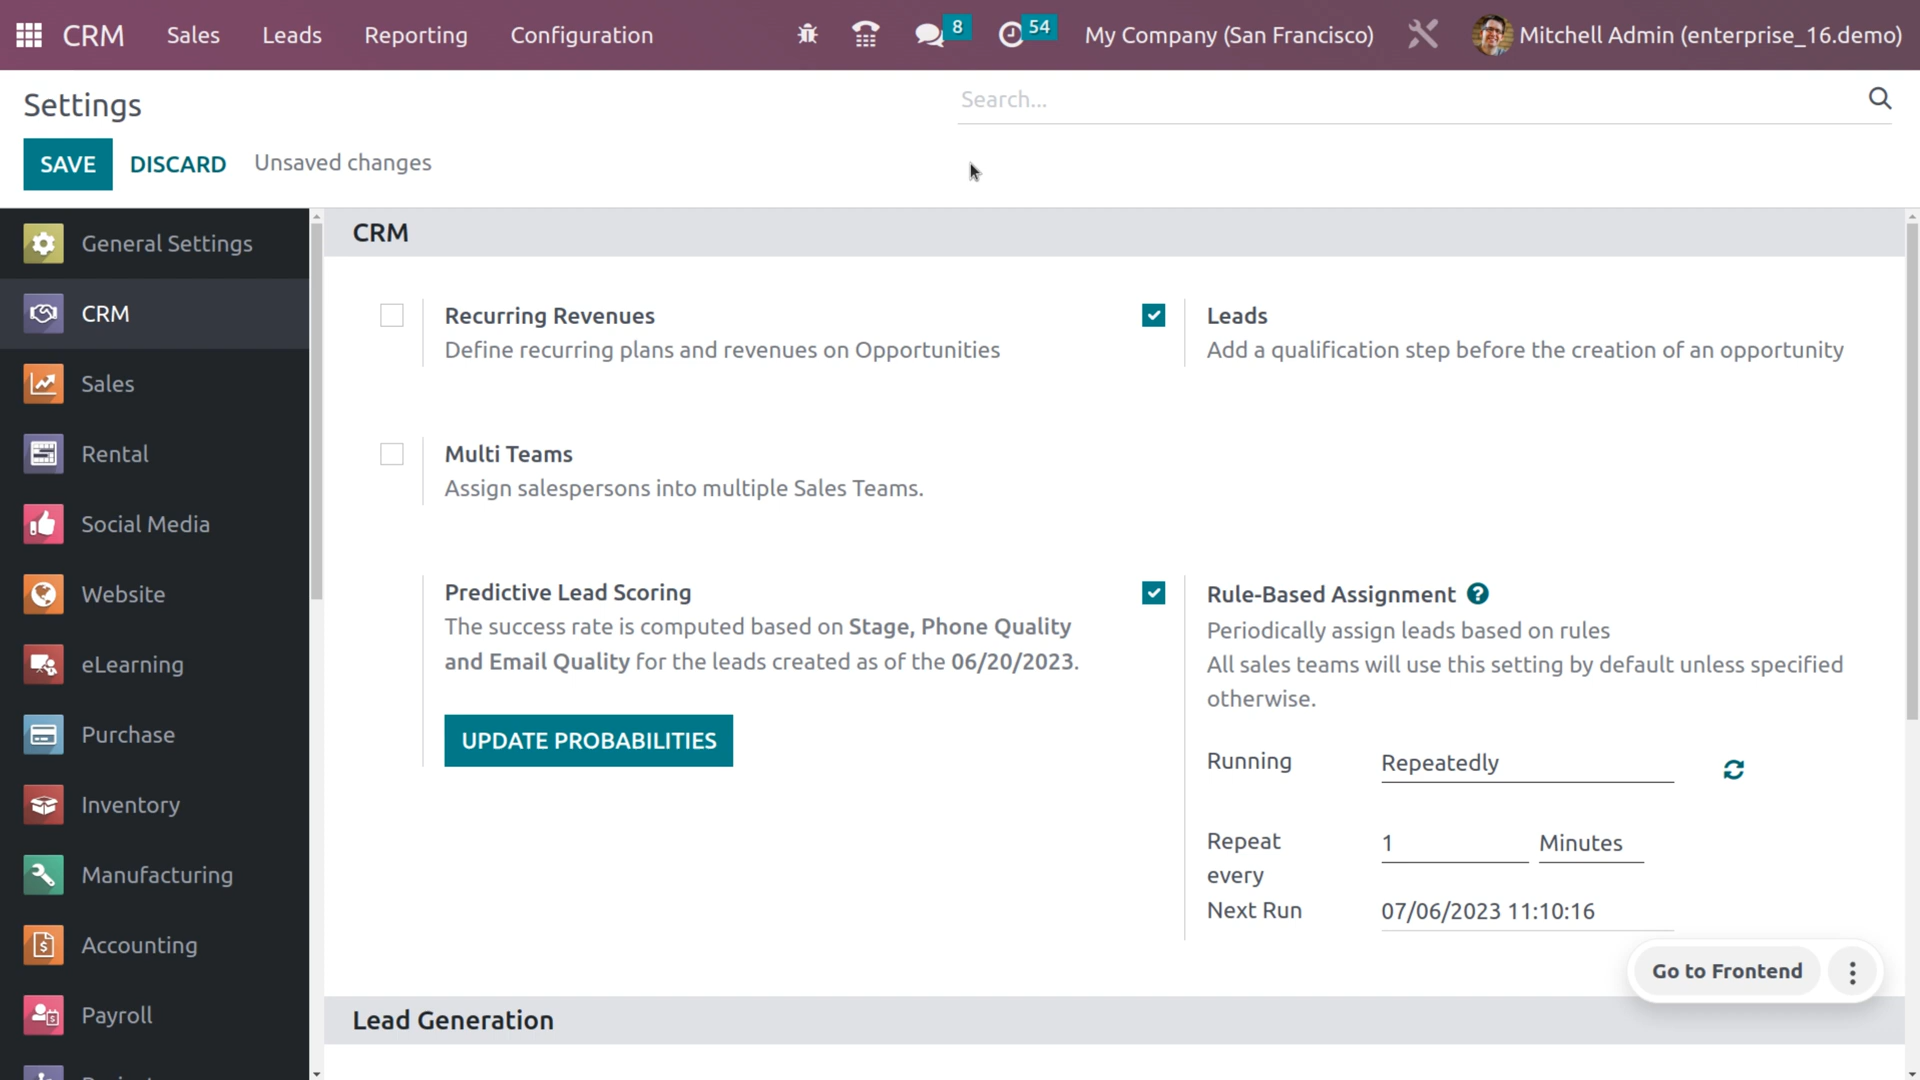 CRM Sales Leads Reporting Configuration 8 54 My Company (San Francisco) Mitchell Admin (enterprise_16.demo)
Settings
Search...
SAVE DISCARD Unsaved changes
General Settings
CRM
Sales
Rental
Social Media
Website
eLearning
Purchase
Inventory
Manufacturing
Accounting
Payroll
CRM
Recurring Revenues
Define recurring plans and revenues on Opportunities
Leads
Add a qualification step before the creation of an opportunity
Multi Teams
Assign salespersons into multiple Sales Teams.
Predictive Lead Scoring
The success rate is computed based on Stage, Phone Quality
and Email Quality for the leads created as of the 06/20/2023.
UPDATE PROBABILITIES
Rule-Based Assignment ?
Periodically assign leads based on rules
All sales teams will use this setting by default unless specified
otherwise.
Running Repeatedly
Repeat 1 Minutes
every
Next Run 07/06/2023 11:10:16
Go to Frontend
Lead Generation